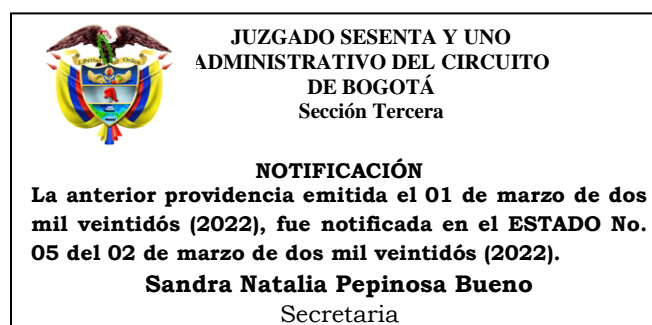 JUZGADO SESENTA Y UNO
ADMINISTRATIVO DEL CIRCUITO
DE BOGOTÁ
Sección Tercera
NOTIFICACIÓN
La anterior providencia emitida el 01 de marzo de dos
mil veintidós (2022), fue notificada en el ESTADO No.
05 del 02 de marzo de dos mil veintidós (2022).
Sandra Natalia Pepinosa Bueno
Secretaria